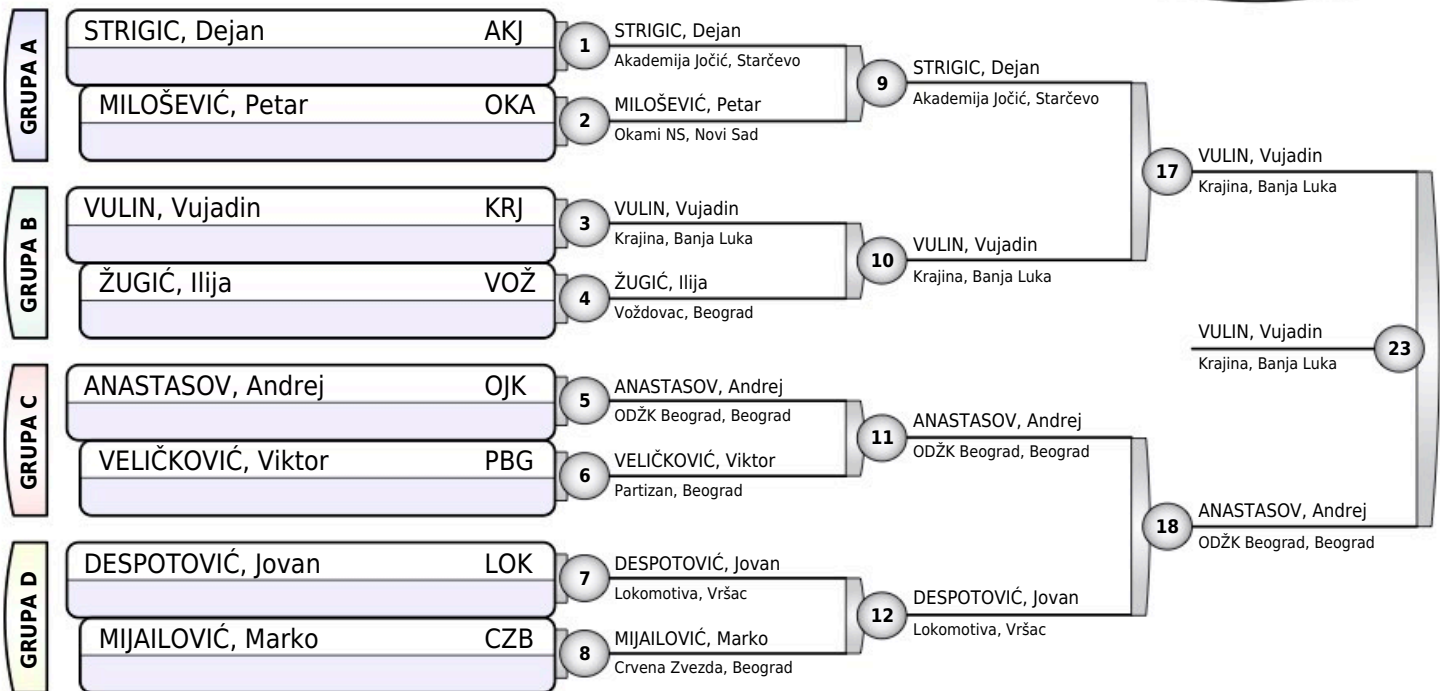 GRUPA A
STRIGIC, Dejan AKJ
MILOŠEVIĆ, Petar OKA
GRUPA B
VULIN, Vujadin KRJ
ŽUGIĆ, Ilija VOŽ
GRUPA C
ANASTASOV, Andrej OJK
VELIČKOVIĆ, Viktor PBG
GRUPA D
DESPOTOVIĆ, Jovan LOK
MIJAILOVIĆ, Marko CZB
1
STRIGIC, Dejan
Akademija Jočić, Starčevo
2
MILOŠEVIĆ, Petar
Okami NS, Novi Sad
3
VULIN, Vujadin
Krajina, Banja Luka
4
ŽUGIĆ, Ilija
Voždovac, Beograd
5
ANASTASOV, Andrej
ODŽK Beograd, Beograd
6
VELIČKOVIĆ, Viktor
Partizan, Beograd
7
DESPOTOVIĆ, Jovan
Lokomotiva, Vršac
8
MIJAILOVIĆ, Marko
Crvena Zvezda, Beograd
9
STRIGIC, Dejan
Akademija Jočić, Starčevo
10
VULIN, Vujadin
Krajina, Banja Luka
11
ANASTASOV, Andrej
ODŽK Beograd, Beograd
12
DESPOTOVIĆ, Jovan
Lokomotiva, Vršac
17
VULIN, Vujadin
Krajina, Banja Luka
18
ANASTASOV, Andrej
ODŽK Beograd, Beograd
VULIN, Vujadin
Krajina, Banja Luka
23